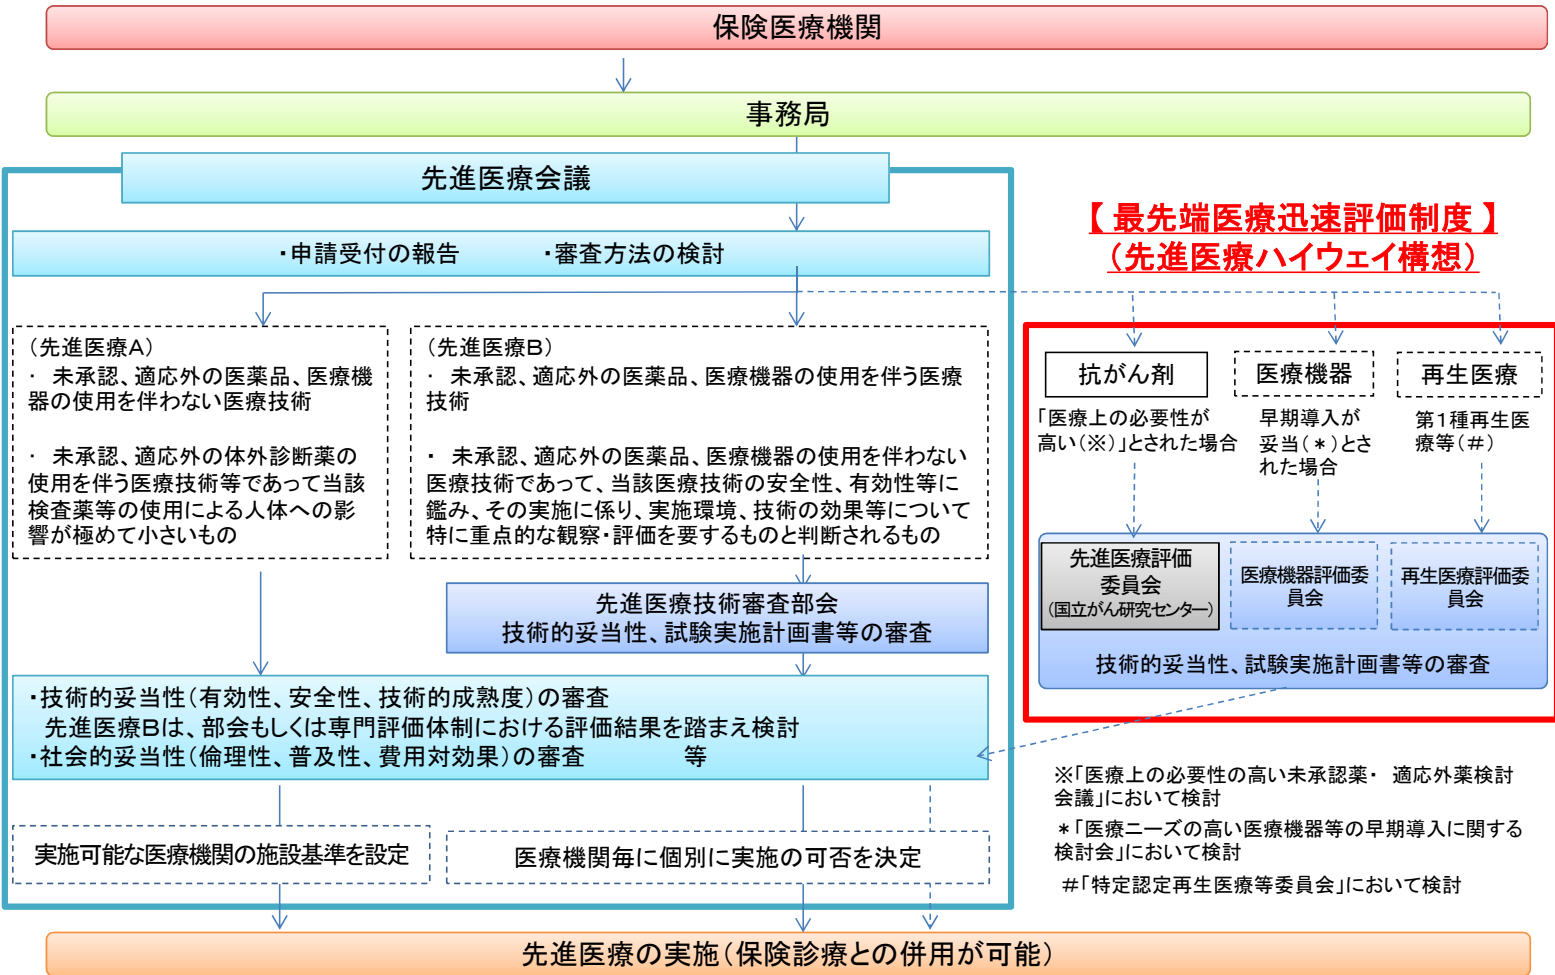 保険医療機関
事務局
先進医療会議
・申請受付の報告　　　・審査方法の検討
【 最先端医療迅速評価制度 】
（先進医療ハイウェイ構想）
（先進医療Ａ）
・ 未承認、適応外の医薬品、医療機
器の使用を伴わない医療技術
・ 未承認、適応外の体外診断薬の
使用を伴う医療技術等であって当該
検査薬等の使用による人体への影
響が極めて小さいもの
（先進医療Ｂ）
・ 未承認、適応外の医薬品、医療機器の使用を伴う医療
技術
・ 未承認、適応外の医薬品、医療機器の使用を伴わない
医療技術であって、当該医療技術の安全性、有効性等に
鑑み、その実施に係り、実施環境、技術の効果等について
特に重点的な観察・評価を要するものと判断されるもの
抗がん剤
「医療上の必要性が
高い（※）」とされた場合
医療機器
早期導入が
妥当（＊）とさ
れた場合
再生医療
第１種再生医
療等（＃）
先進医療評価
委員会
（国立がん研究センター）
医療機器評価委
員会
再生医療評価委
員会
技術的妥当性、試験実施計画書等の審査
先進医療技術審査部会
技術的妥当性、試験実施計画書等の審査
・技術的妥当性（有効性、安全性、技術的成熟度）の審査
先進医療Ｂは、部会もしくは専門評価体制における評価結果を踏まえ検討
・社会的妥当性（倫理性、普及性、費用対効果）の審査　　　等
実施可能な医療機関の施設基準を設定
医療機関毎に個別に実施の可否を決定
※「医療上の必要性の高い未承認薬・ 適応外薬検討
会議」において検討
＊「医療ニーズの高い医療機器等の早期導入に関する
検討会」において検討
＃「特定認定再生医療等委員会」において検討
先進医療の実施（保険診療との併用が可能）